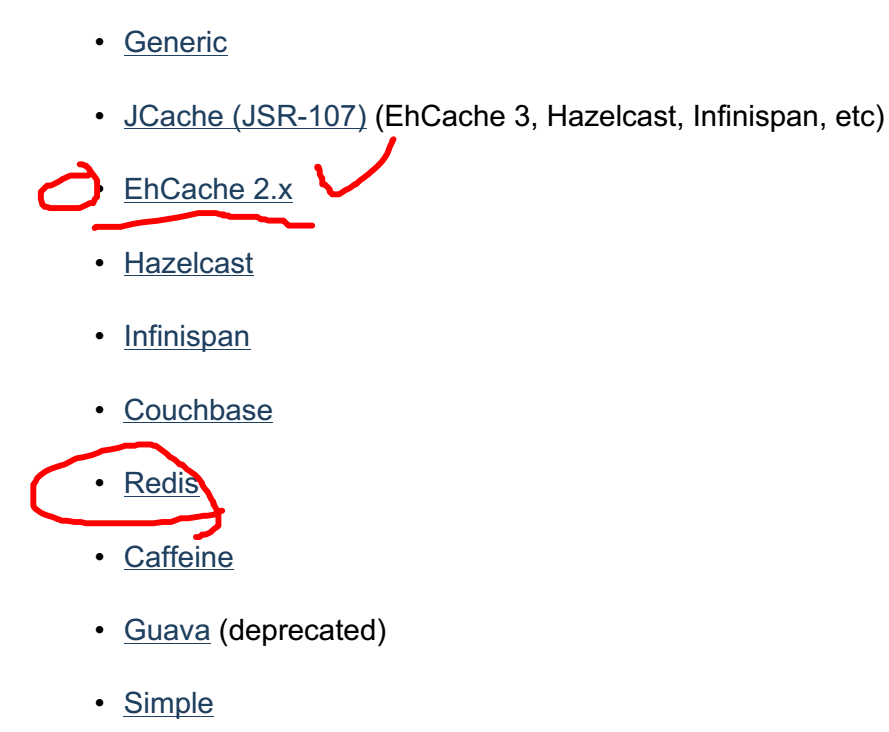 • Generic
• JCache (JSR-107) (EhCache 3, Hazelcast, Infinispan, etc)
• EhCache 2.x
• Hazelcast
• Infinispan
• Couchbase
• Redis
• Caffeine
• Guava (deprecated)
• Simple